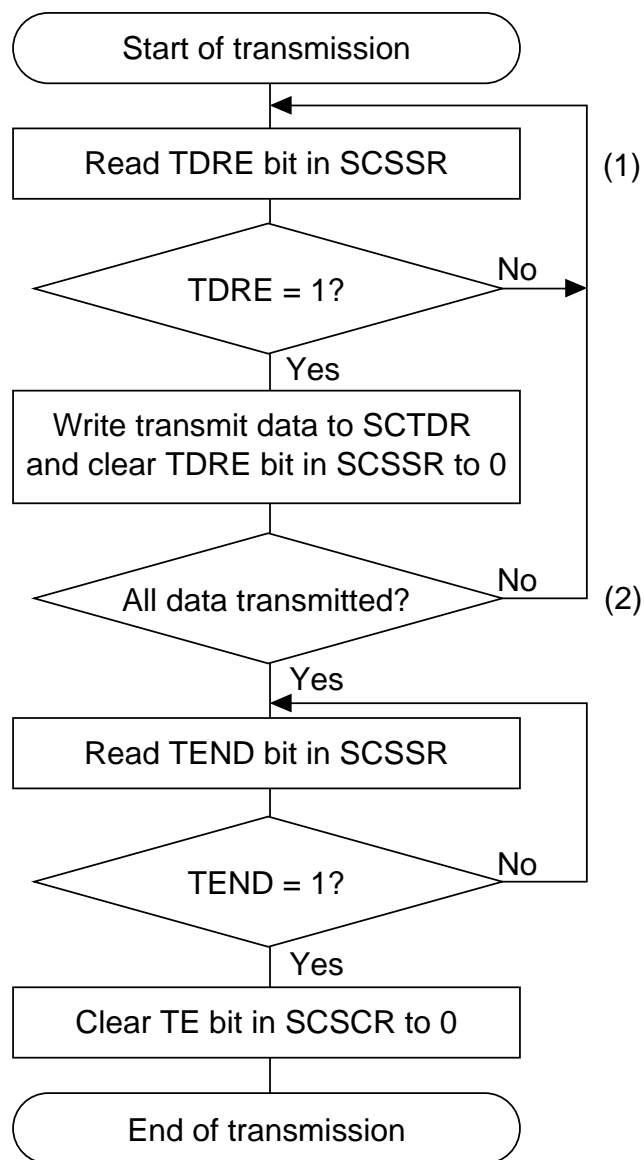 Start of transmission
Read TDRE bit in SCSSR
(1)
TDRE = 1?
No
Yes
Write transmit data to SCTDR
and clear TDRE bit in SCSSR to 0
All data transmitted?
No
(2)
Yes
Read TEND bit in SCSSR
TEND = 1?
No
Yes
Clear TE bit in SCSCR to 0
End of transmission